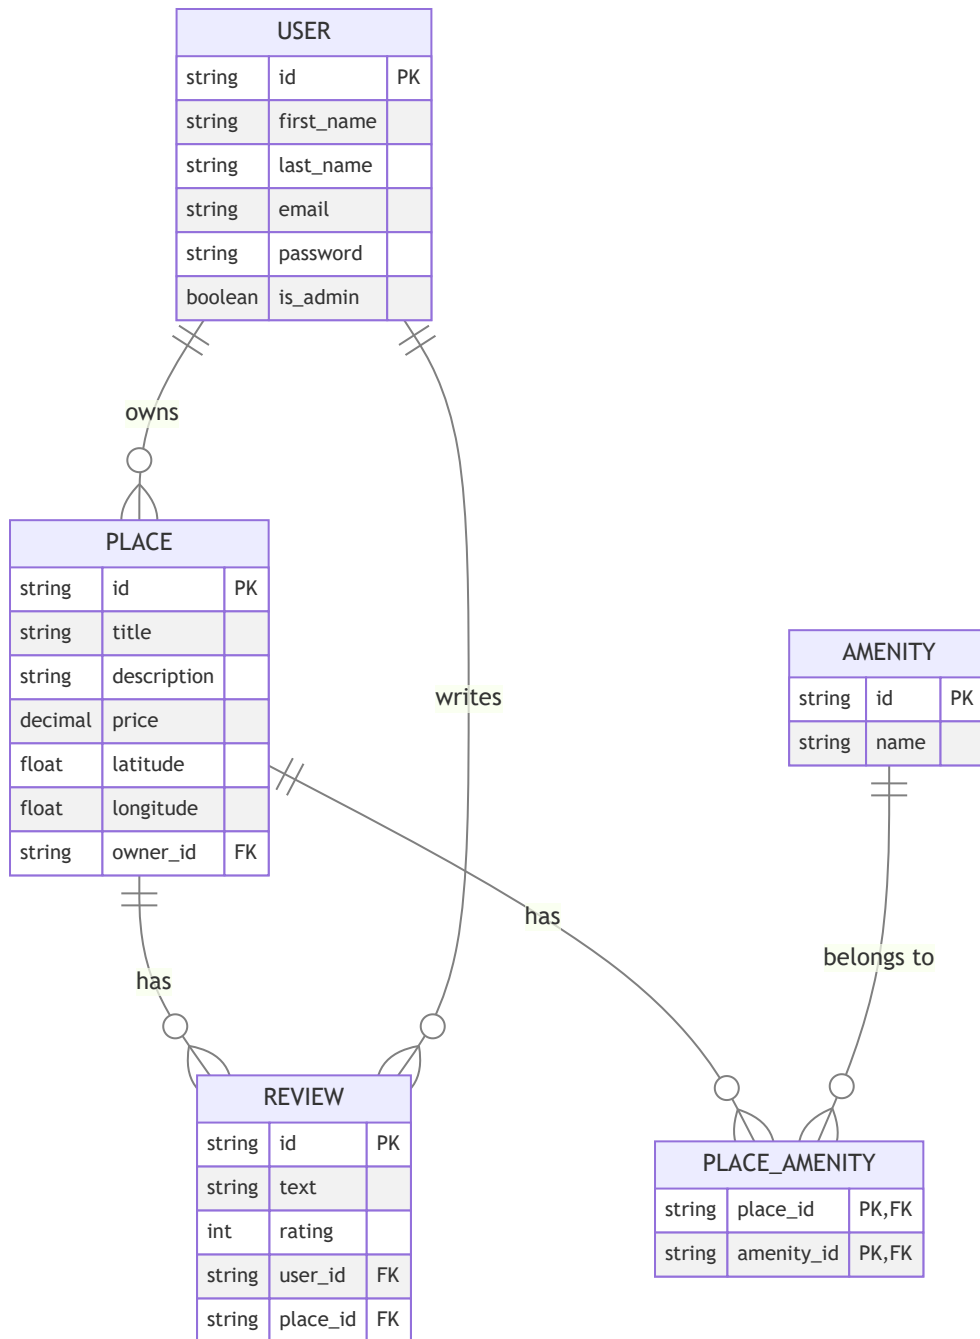 USER
string id PK
string first_name
string last_name
string email
string password
boolean is_admin
owns
PLACE
string id PK
string title
string description
decimal price
float latitude
float longitude
string owner_id FK
writes
AMENITY
string id PK
string name
has
belongs to
has
REVIEW
string id PK
string text
int rating
string user_id FK
string place_id FK
PLACE_AMENITY
string place_id PK,FK
string amenity_id PK,FK